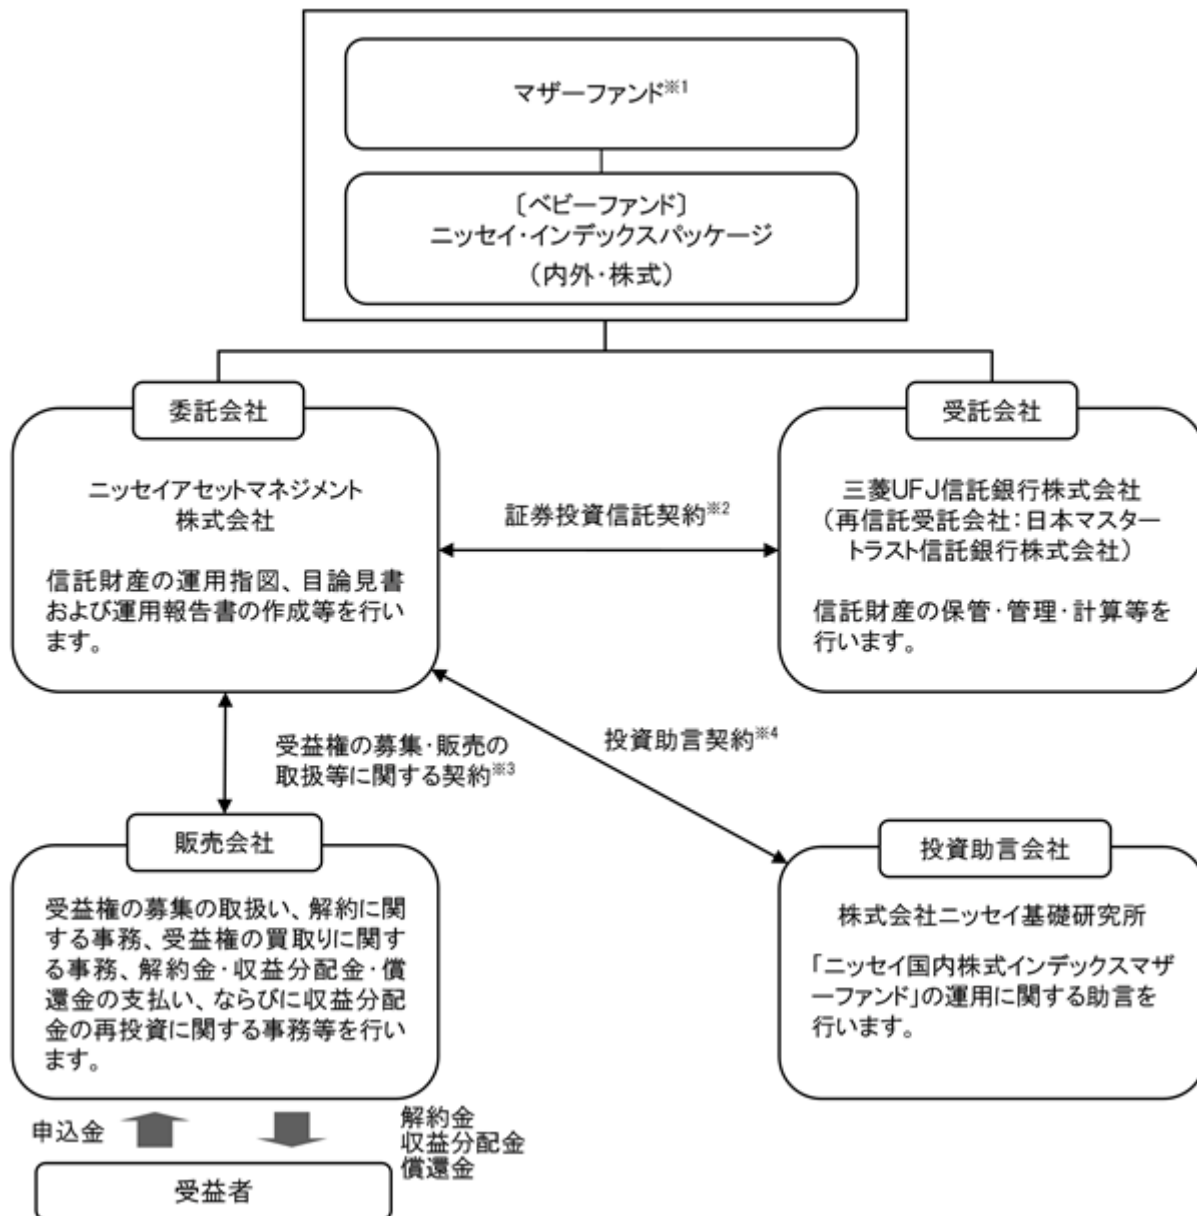 マザーファンド※1
〔ベビーファンド〕
ニッセイ・インデックスパッケージ
（内外・株式）
委託会社
ニッセイアセットマネジメント
株式会社
信託財産の運用指図、目論見書
および運用報告書の作成等を行い
ます。
証券投資信託契約※2
受託会社
三菱UFJ信託銀行株式会社
（再信託受託会社：日本マスター
トラスト信託銀行株式会社）
信託財産の保管・管理・計算等を
行います。
受益権の募集・販売の
取扱等に関する契約※3
投資助言契約※4
販売会社
受益権の募集の取扱い、解約に関
する事務、受益権の買取りに関す
る事務、解約金・収益分配金・償
還金の支払い、ならびに収益分配
金の再投資に関する事務等を行い
ます。
投資助言会社
株式会社ニッセイ基礎研究所
「ニッセイ国内株式インデックスマザ
ーファンド」の運用に関する助言を
行います。
申込金
解約金
収益分配金
償還金
受益者